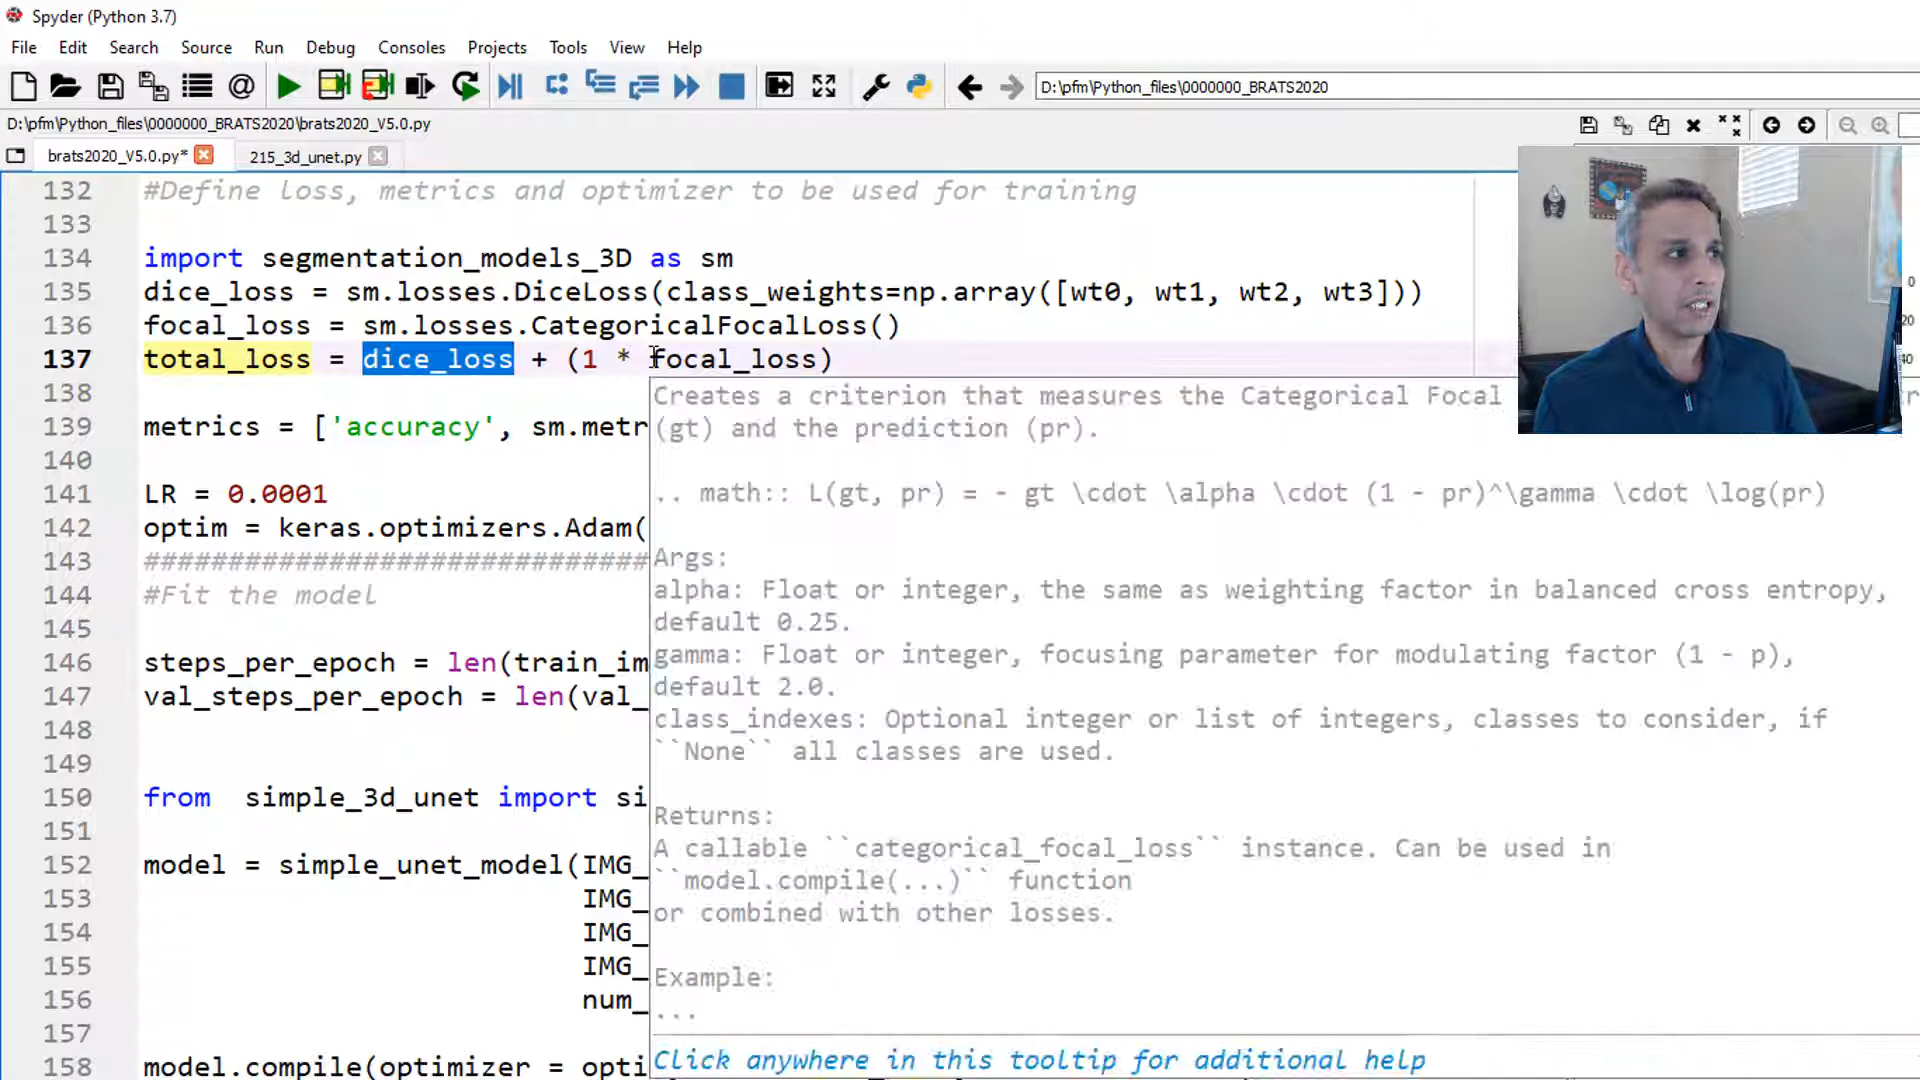 Spyder (Python 3.7)
File Edit Search Source Run Debug Consoles Projects Tools View Help
D:\pfm\Python_files\0000000_BRATS2020
D:\pfm\Python_files\0000000_BRATS2020\brats2020_V5.0.py
brats2020_V5.0.py* 215_3d_unet.py
132 #Define loss, metrics and optimizer to be used for training
133
134 import segmentation_models_3D as sm
135 dice_loss = sm.losses.DiceLoss(class_weights=np.array([wt0, wt1, wt2, wt3]))
136 focal_loss = sm.losses.CategoricalFocalLoss()
137 total_loss = dice_loss + (1 * focal_loss)
138
139 metrics = ['accuracy', sm.metr
140
141 LR = 0.0001
142 optim = keras.optimizers.Adam(
143 ##############################
144 #Fit the model
145
146 steps_per_epoch = len(train_im
147 val_steps_per_epoch = len(val_
148
149
150 from simple_3d_unet import si
151
152 model = simple_unet_model(IMG_
153 IMG_
154 IMG_
155 IMG_
156 num_
157
158 model.compile(optimizer = opti
Creates a criterion that measures the Categorical Focal
(gt) and the prediction (pr).
.. math:: L(gt, pr) = - gt \cdot \alpha \cdot (1 - pr)^\gamma \cdot \log(pr)
Args:
alpha: Float or integer, the same as weighting factor in balanced cross entropy,
default 0.25.
gamma: Float or integer, focusing parameter for modulating factor (1 - p),
default 2.0.
class_indexes: Optional integer or list of integers, classes to consider, if
``None`` all classes are used.
Returns:
A callable ``categorical_focal_loss`` instance. Can be used in
``model.compile(...)`` function
or combined with other losses.
Example:
...
Click anywhere in this tooltip for additional help
0
20
40